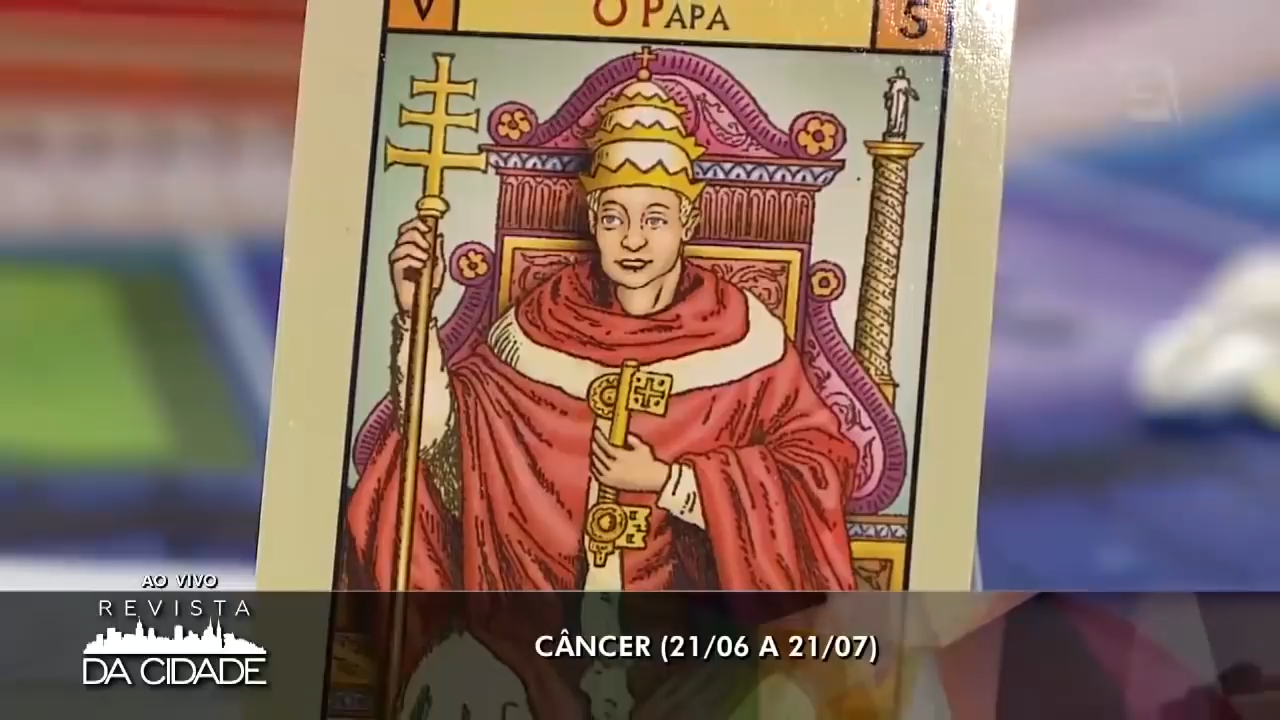 V
O PAPA
5
AO VIVO
REVISTA
DA CIDADE
CÂNCER (21/06 A 21/07)